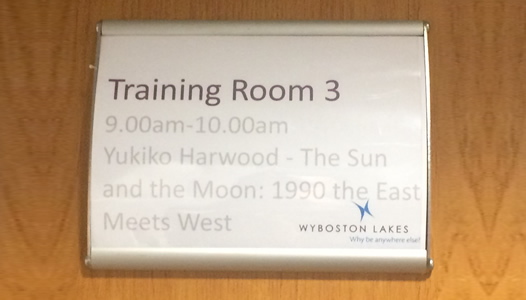 Training Room 3
9.00am-10.00am
Yukiko Harwood - The Sun
and the Moon: 1990 the East
Meets West
WYBOSTON LAKES
Why be anywhere else!